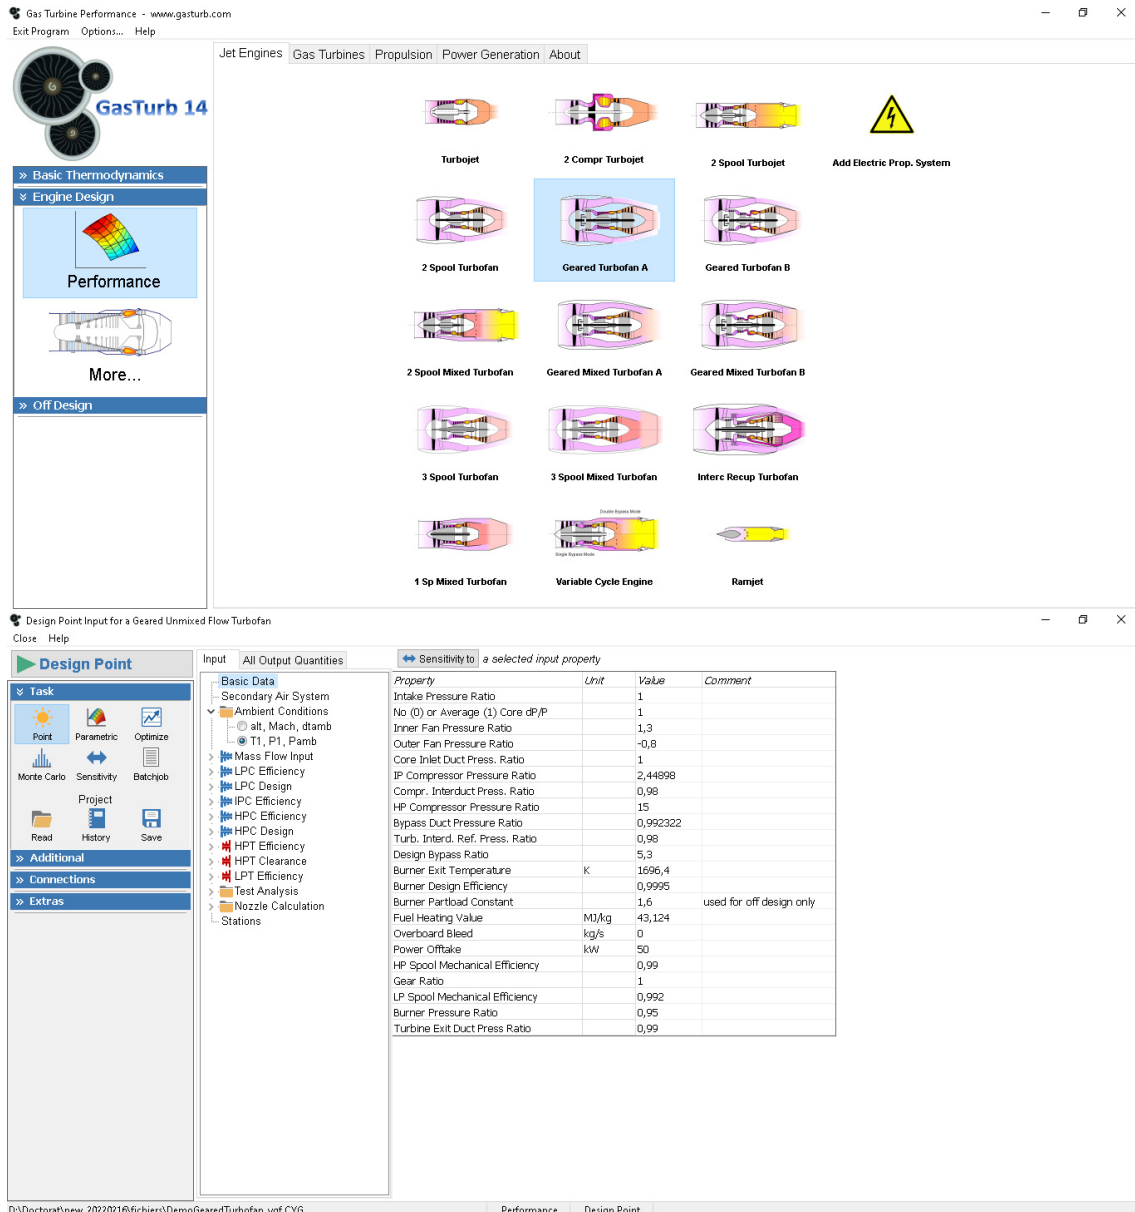 Gas Turbine Performance - www.gasturb.com
Exit Program Options... Help
GasTurb 14
» Basic Thermodynamics
Engine Design
Performance
More...
» Off Design
Jet Engines Gas Turbines Propulsion Power Generation About
Turbojet 2 Compr Turbojet 2 Spool Turbojet Add Electric Prop. System
2 Spool Turbofan Geared Turbofan A Geared Turbofan B
2 Spool Mixed Turbofan Geared Mixed Turbofan A Geared Mixed Turbofan B
3 Spool Turbofan 3 Spool Mixed Turbofan Interc Recup Turbofan
Double Bypass Mode
Single Bypass Mode
1 Sp Mixed Turbofan Variable Cycle Engine Ramjet
Design Point Input for a Geared Unmixed Flow Turbofan
Close Help
Design Point
Task
Point Parametric Optimize
Monte Carlo Sensitivity Batchjob
Project
Read History Save
» Additional
» Connections
» Extras
Input All Output Quantities
Basic Data
Secondary Air System
Ambient Conditions
alt, Mach, dtamb
T1, P1, Pamb
Mass Flow Input
LPC Efficiency
LPC Design
IPC Efficiency
HPC Efficiency
HPC Design
HPT Efficiency
HPT Clearance
LPT Efficiency
Test Analysis
Nozzle Calculation
Stations
Sensitivity to a selected input property
Property Unit Value Comment
Intake Pressure Ratio 1
No (0) or Average (1) Core dP/P 1
Inner Fan Pressure Ratio 1,3
Outer Fan Pressure Ratio -0,8
Core Inlet Duct Press. Ratio 1
IP Compressor Pressure Ratio 2,44898
Compr. Interduct Press. Ratio 0,98
HP Compressor Pressure Ratio 15
Bypass Duct Pressure Ratio 0,992322
Turb. Interd. Ref. Press. Ratio 0,98
Design Bypass Ratio 5,3
Burner Exit Temperature K 1696,4
Burner Design Efficiency 0,9995
Burner Partload Constant 1,6 used for off design only
Fuel Heating Value MJ/kg 43,124
Overboard Bleed kg/s 0
Power Offtake kW 50
HP Spool Mechanical Efficiency 0,99
Gear Ratio 1
LP Spool Mechanical Efficiency 0,992
Burner Pressure Ratio 0,95
Turbine Exit Duct Press Ratio 0,99
D:\Doctorat\new_20220216\fichiers\DemoGearedTurbofan_vgf.CYG Performance Design Point